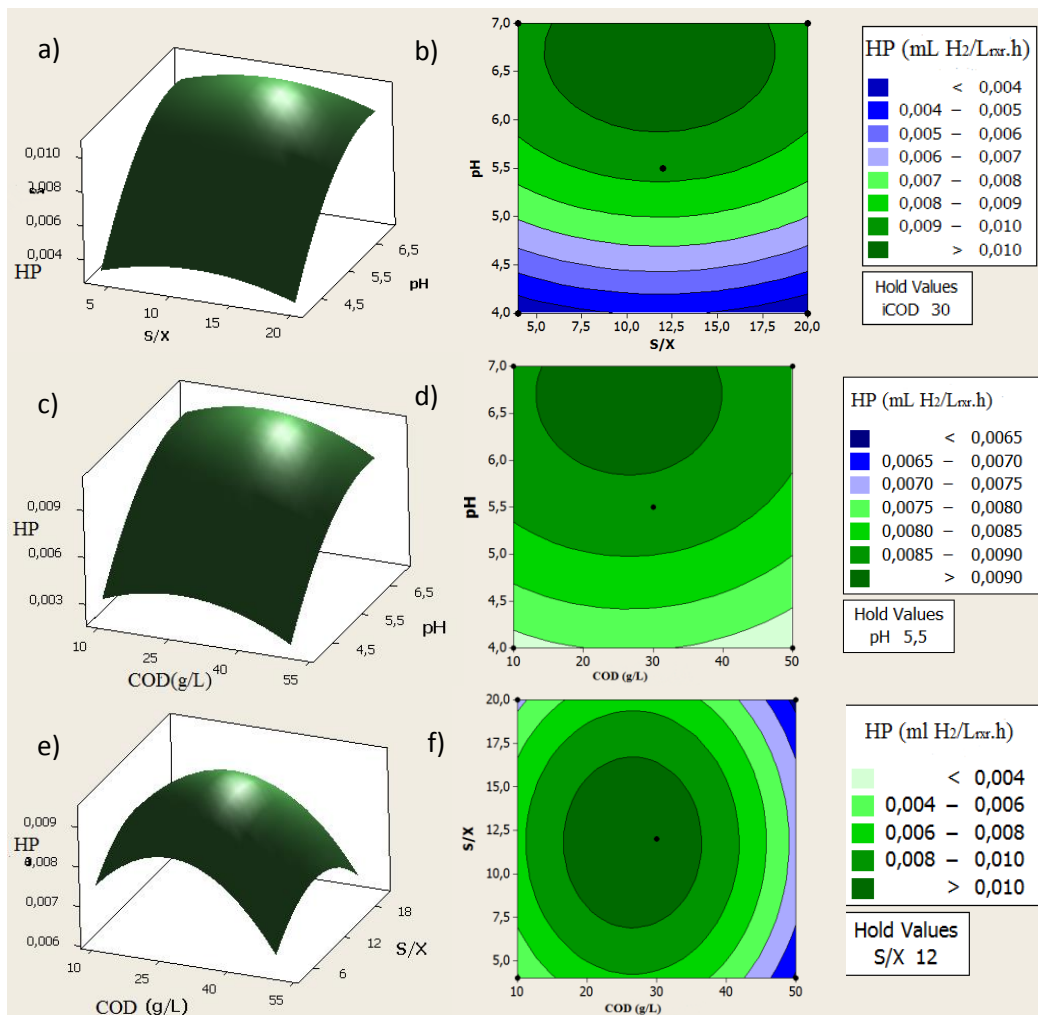 a)
0,010
0,008
0,006
0,004
HP
5
10
15
20
S/X
4,5
5,5
6,5
pH
b)
7,0
6,5
6,0
5,5
5,0
4,5
4,0
pH
5,0 7,5 10,0 12,5 15,0 17,5 20,0
S/X
HP (mL H2/Lrxr.h)
< 0,004
0,004 – 0,005
0,005 – 0,006
0,006 – 0,007
0,007 – 0,008
0,008 – 0,009
0,009 – 0,010
> 0,010
Hold Values
iCOD 30
c)
0,009
HP
0,006
0,003
10
25
40
55
COD(g/L)
4,5
5,5
6,5
pH
d)
7,0
6,5
6,0
5,5
5,0
4,5
4,0
pH
10 20 30 40 50
COD (g/L)
HP (mL H2/Lrxr.h)
< 0,0065
0,0065 – 0,0070
0,0070 – 0,0075
0,0075 – 0,0080
0,0080 – 0,0085
0,0085 – 0,0090
> 0,0090
Hold Values
pH 5,5
e)
0,009
HP
0,008
0,007
0,006
10
25
40
55
COD (g/L)
6
12
18
S/X
f)
20,0
17,5
15,0
12,5
10,0
7,5
5,0
S/X
10 20 30 40 50
COD (g/L)
HP (ml H2/Lrxr.h)
< 0,004
0,004 – 0,006
0,006 – 0,008
0,008 – 0,010
> 0,010
Hold Values
S/X 12